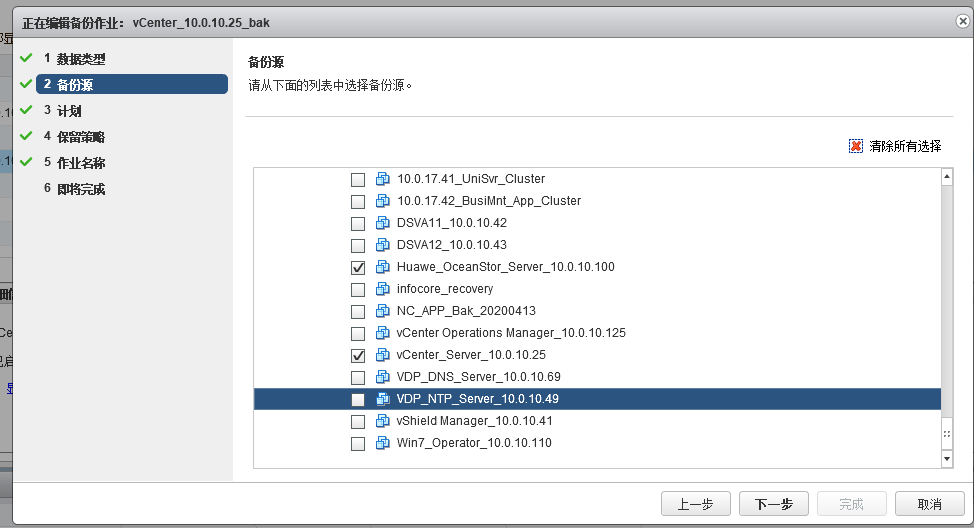 正在编辑备份作业： vCenter_10.0.10.25_bak
1 数据类型
2 备份源
3 计划
4 保留策略
5 作业名称
6 即将完成
备份源
请从下面的列表中选择备份源。
清除所有选择
10.0.17.41_UniSvr_Cluster
10.0.17.42_BusiMnt_App_Cluster
DSVA11_10.0.10.42
DSVA12_10.0.10.43
Huawe_OceanStor_Server_10.0.10.100
infocore_recovery
NC_APP_Bak_20200413
vCenter Operations Manager_10.0.10.125
vCenter_Server_10.0.10.25
VDP_DNS_Server_10.0.10.69
VDP_NTP_Server_10.0.10.49
vShield Manager_10.0.10.41
Win7_Operator_10.0.10.110
上一步 下一步 完成 取消